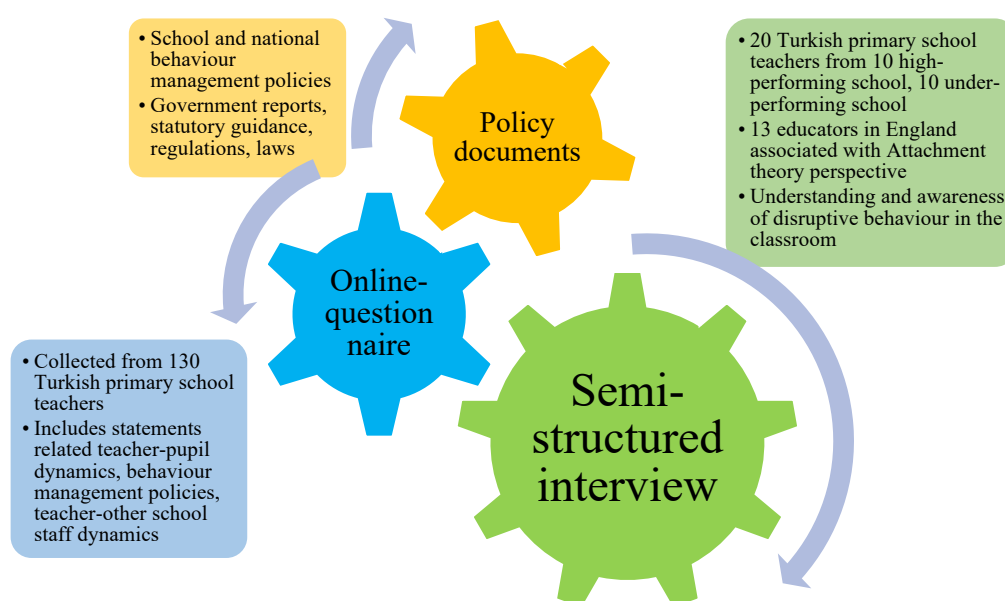 • School and national
behaviour
management policies
• Government reports,
statutory guidance,
regulations, laws
Policy
documents
• 20 Turkish primary school
teachers from 10 high-
performing school, 10 under-
performing school
• 13 educators in England
associated with Attachment
theory perspective
• Understanding and awareness
of disruptive behaviour in the
classroom
Online-
question
naire
• Collected from 130
Turkish primary school
teachers
• Includes statements
related teacher-pupil
dynamics, behaviour
management policies,
teacher-other school
staff dynamics
Semi-
structured
interview